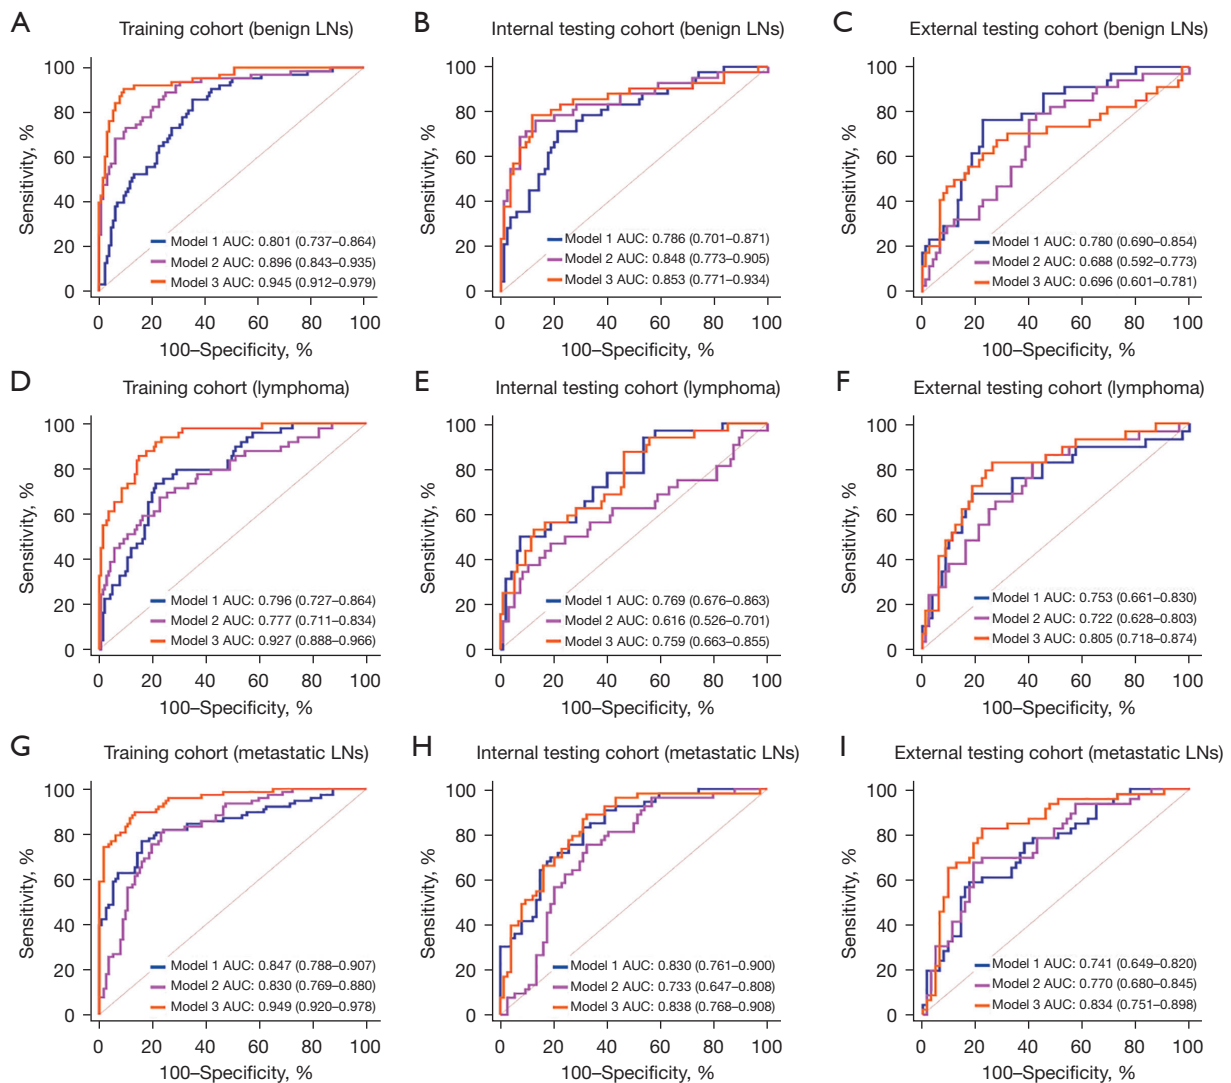 A Training cohort (benign LNs)
Sensitivity, %
100
80
60
40
20
0
Model 1 AUC: 0.801 (0.737–0.864)
Model 2 AUC: 0.896 (0.843–0.935)
Model 3 AUC: 0.945 (0.912–0.979)
0 20 40 60 80 100
100–Specificity, %
B Internal testing cohort (benign LNs)
Sensitivity, %
100
80
60
40
20
0
Model 1 AUC: 0.786 (0.701–0.871)
Model 2 AUC: 0.848 (0.773–0.905)
Model 3 AUC: 0.853 (0.771–0.934)
0 20 40 60 80 100
100–Specificity, %
C External testing cohort (benign LNs)
Sensitivity, %
100
80
60
40
20
0
Model 1 AUC: 0.780 (0.690–0.854)
Model 2 AUC: 0.688 (0.592–0.773)
Model 3 AUC: 0.696 (0.601–0.781)
0 20 40 60 80 100
100–Specificity, %
D Training cohort (lymphoma)
Sensitivity, %
100
80
60
40
20
0
Model 1 AUC: 0.796 (0.727–0.864)
Model 2 AUC: 0.777 (0.711–0.834)
Model 3 AUC: 0.927 (0.888–0.966)
0 20 40 60 80 100
100–Specificity, %
E Internal testing cohort (lymphoma)
Sensitivity, %
100
80
60
40
20
0
Model 1 AUC: 0.769 (0.676–0.863)
Model 2 AUC: 0.616 (0.526–0.701)
Model 3 AUC: 0.759 (0.663–0.855)
0 20 40 60 80 100
100–Specificity, %
F External testing cohort (lymphoma)
Sensitivity, %
100
80
60
40
20
0
Model 1 AUC: 0.753 (0.661–0.830)
Model 2 AUC: 0.722 (0.628–0.803)
Model 3 AUC: 0.805 (0.718–0.874)
0 20 40 60 80 100
100–Specificity, %
G Training cohort (metastatic LNs)
Sensitivity, %
100
80
60
40
20
0
Model 1 AUC: 0.847 (0.788–0.907)
Model 2 AUC: 0.830 (0.769–0.880)
Model 3 AUC: 0.949 (0.920–0.978)
0 20 40 60 80 100
100–Specificity, %
H Internal testing cohort (metastatic LNs)
Sensitivity, %
100
80
60
40
20
0
Model 1 AUC: 0.830 (0.761–0.900)
Model 2 AUC: 0.733 (0.647–0.808)
Model 3 AUC: 0.838 (0.768–0.908)
0 20 40 60 80 100
100–Specificity, %
I External testing cohort (metastatic LNs)
Sensitivity, %
100
80
60
40
20
0
Model 1 AUC: 0.741 (0.649–0.820)
Model 2 AUC: 0.770 (0.680–0.845)
Model 3 AUC: 0.834 (0.751–0.898)
0 20 40 60 80 100
100–Specificity, %